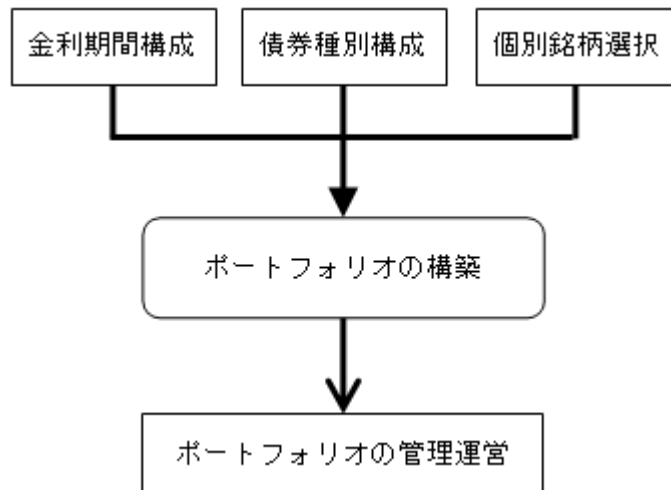 金利期間構成
債券種別構成
個別銘柄選択
ポートフォリオの構築
ポートフォリオの管理運営